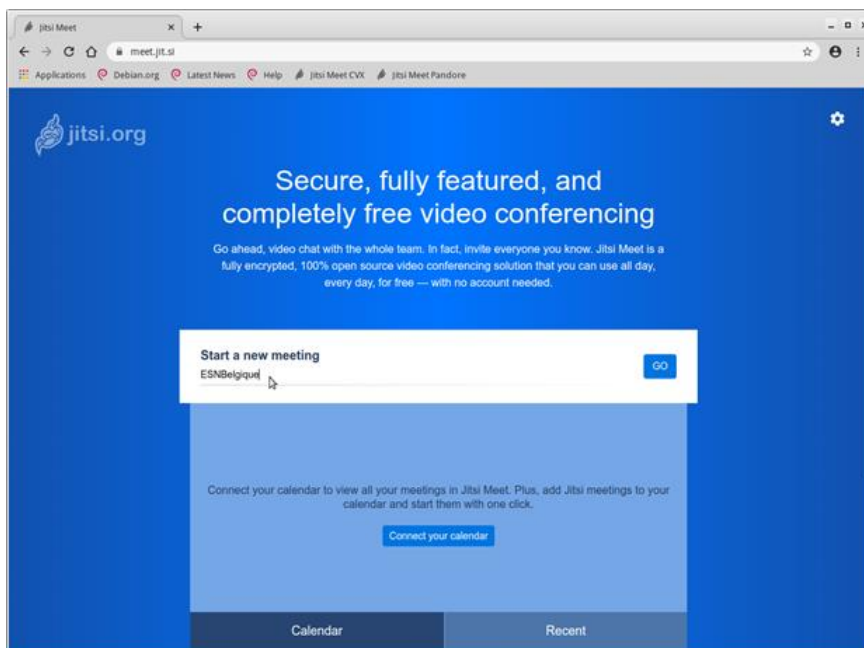 Jitsi Meet
meet.jit.si
Applications Debian.org Latest News Help Jitsi Meet CVX Jitsi Meet Pandore
jitsi.org
Secure, fully featured, and
completely free video conferencing
Go ahead, video chat with the whole team. In fact, invite everyone you know. Jitsi Meet is a
fully encrypted, 100% open source video conferencing solution that you can use all day,
every day, for free — with no account needed.
Start a new meeting
ESNBelgique
GO
Connect your calendar to view all your meetings in Jitsi Meet. Plus, add Jitsi meetings to your
calendar and start them with one click.
Connect your calendar
Calendar Recent